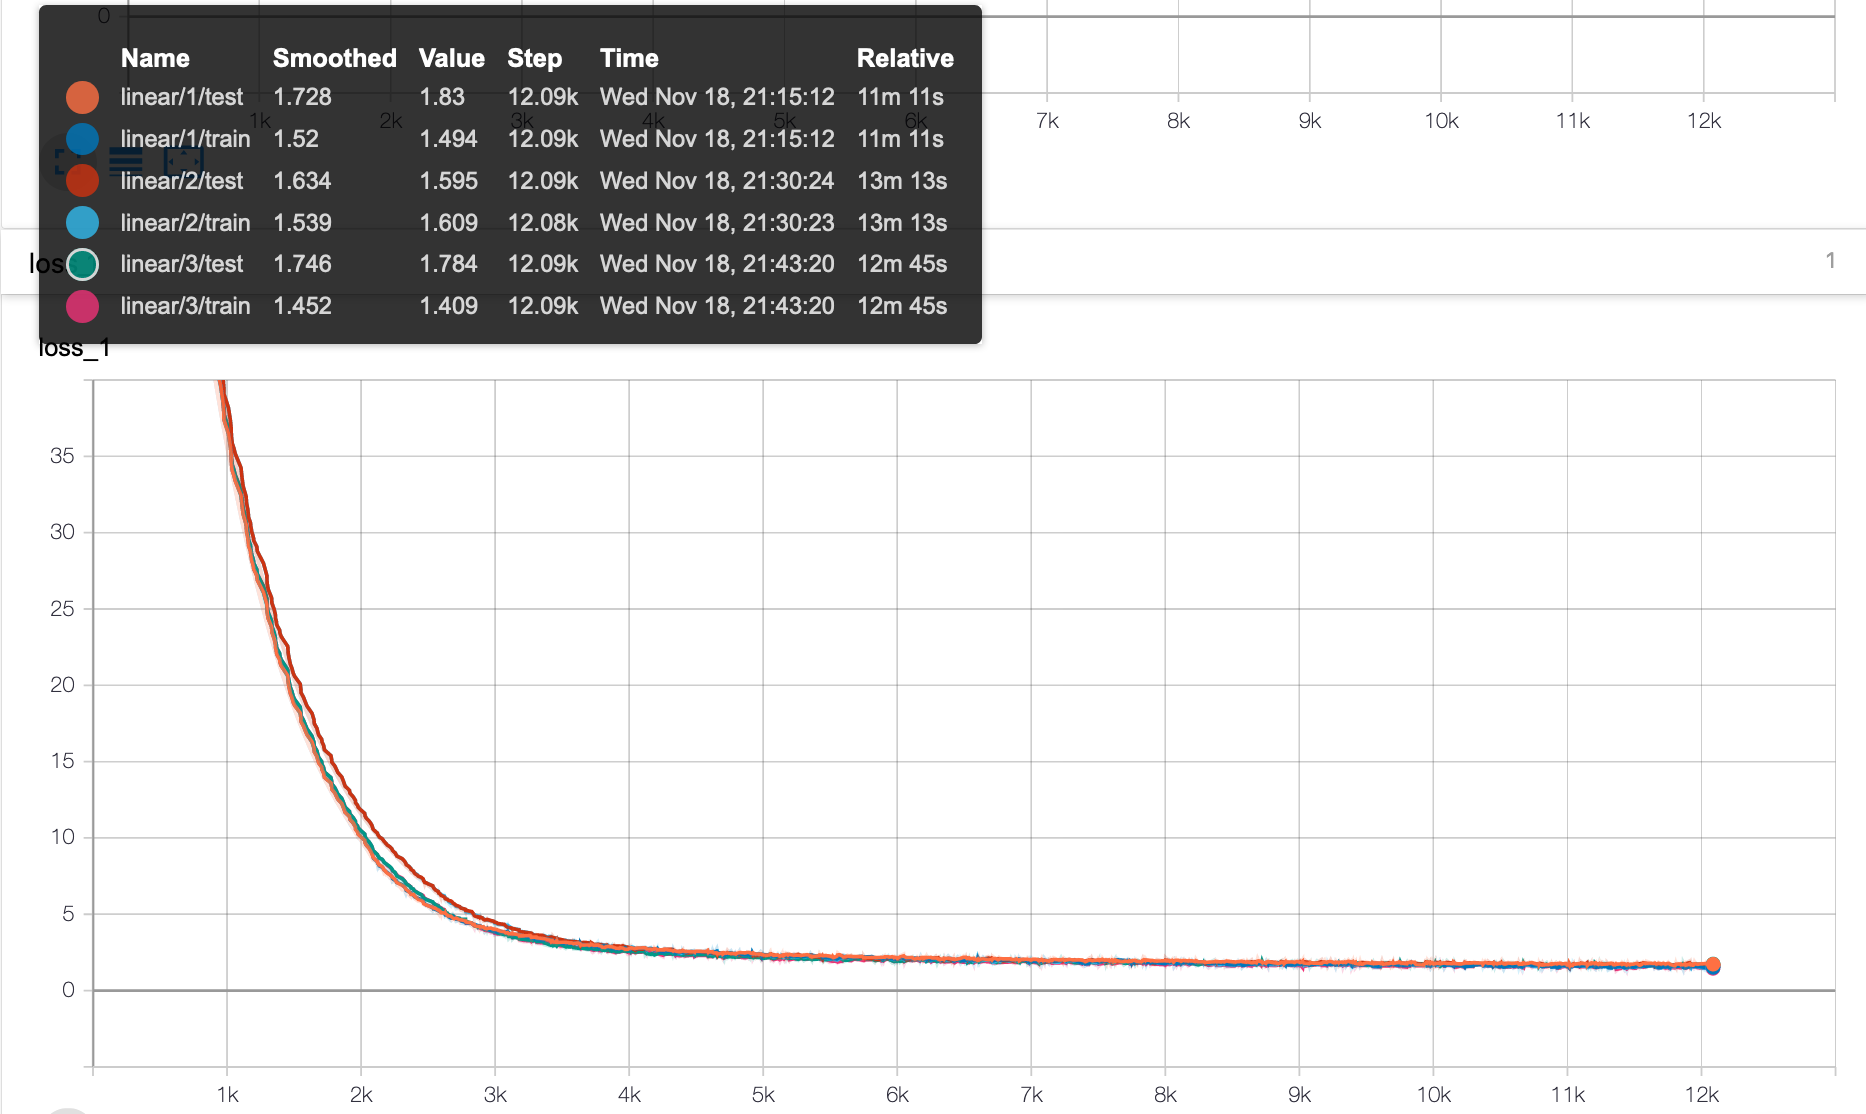 0
Name Smoothed Value Step Time Relative
linear/1/test 1.728 1.83 12.09k Wed Nov 18, 21:15:12 11m 11s
1k 2k 3k 4k 5k 6k 7k 8k 9k 10k 11k 12k
linear/1/train 1.52 1.494 12.09k Wed Nov 18, 21:15:12 11m 11s
linear/2/test 1.634 1.595 12.09k Wed Nov 18, 21:30:24 13m 13s
linear/2/train 1.539 1.609 12.08k Wed Nov 18, 21:30:23 13m 13s
los
linear/3/test 1.746 1.784 12.09k Wed Nov 18, 21:43:20 12m 45s
1
linear/3/train 1.452 1.409 12.09k Wed Nov 18, 21:43:20 12m 45s
loss_1
35
30
25
20
15
10
5
0
1k 2k 3k 4k 5k 6k 7k 8k 9k 10k 11k 12k